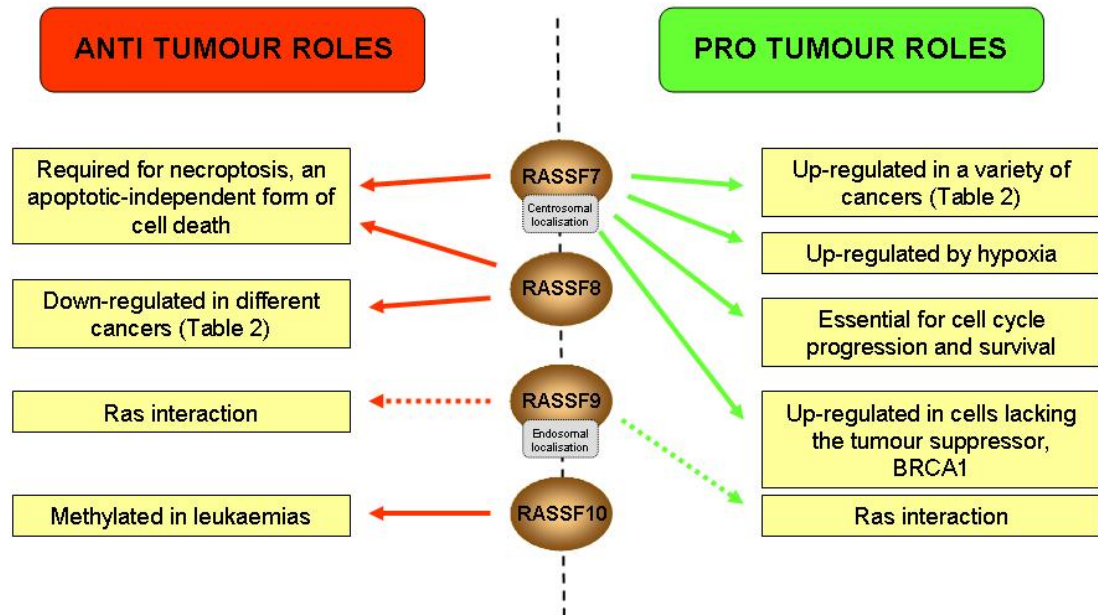 ANTI TUMOUR ROLES
PRO TUMOUR ROLES
Required for necroptosis, an
apoptotic-independent form of
cell death
Down-regulated in different
cancers (Table 2)
Ras interaction
Methylated in leukaemias
RASSF7
Centrosomal
localisation
RASSF8
RASSF9
Endosomal
localisation
RASSF10
Up-regulated in a variety of
cancers (Table 2)
Up-regulated by hypoxia
Essential for cell cycle
progression and survival
Up-regulated in cells lacking
the tumour suppressor,
BRCA1
Ras interaction